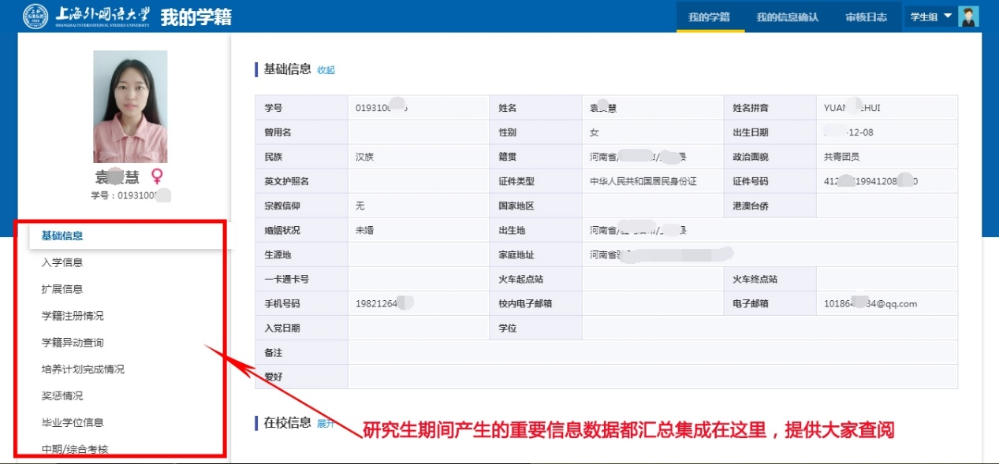 上海外国语大学
SHANGHAI INTERNATIONAL STUDIES UNIVERSITY
我的学籍
我的学籍 我的信息确认 审核日志 学生组
袁 慧
学号：0193100
基础信息
入学信息
扩展信息
学籍注册情况
学籍异动查询
培养计划完成情况
奖惩情况
毕业学位信息
中期/综合考核
基础信息 收起
学号 019310 姓名 袁 慧 姓名拼音 YUAN HUI
曾用名 性别 女 出生日期 -12-08
民族 汉族 籍贯 河南省/ 县 政治面貌 共青团员
英文护照名 证件类型 中华人民共和国居民身份证 证件号码 412 19941208 0
宗教信仰 无 国家地区 港澳台侨
婚姻状况 未婚 出生地 河南省/ 县
生源地 家庭地址 河南省
一卡通卡号 火车起点站 火车终点站
手机号码 19821264 校内电子邮箱 电子邮箱 101864 34@qq.com
入党日期 学位
备注
爱好
在校信息 展开
研究生期间产生的重要信息数据都汇总集成在这里，提供大家查阅